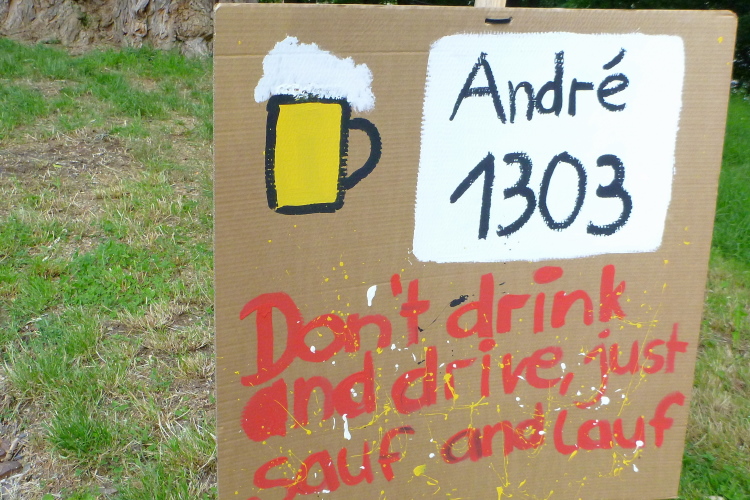 André
1303
Don't drink
and drive, just
sauf and lauf